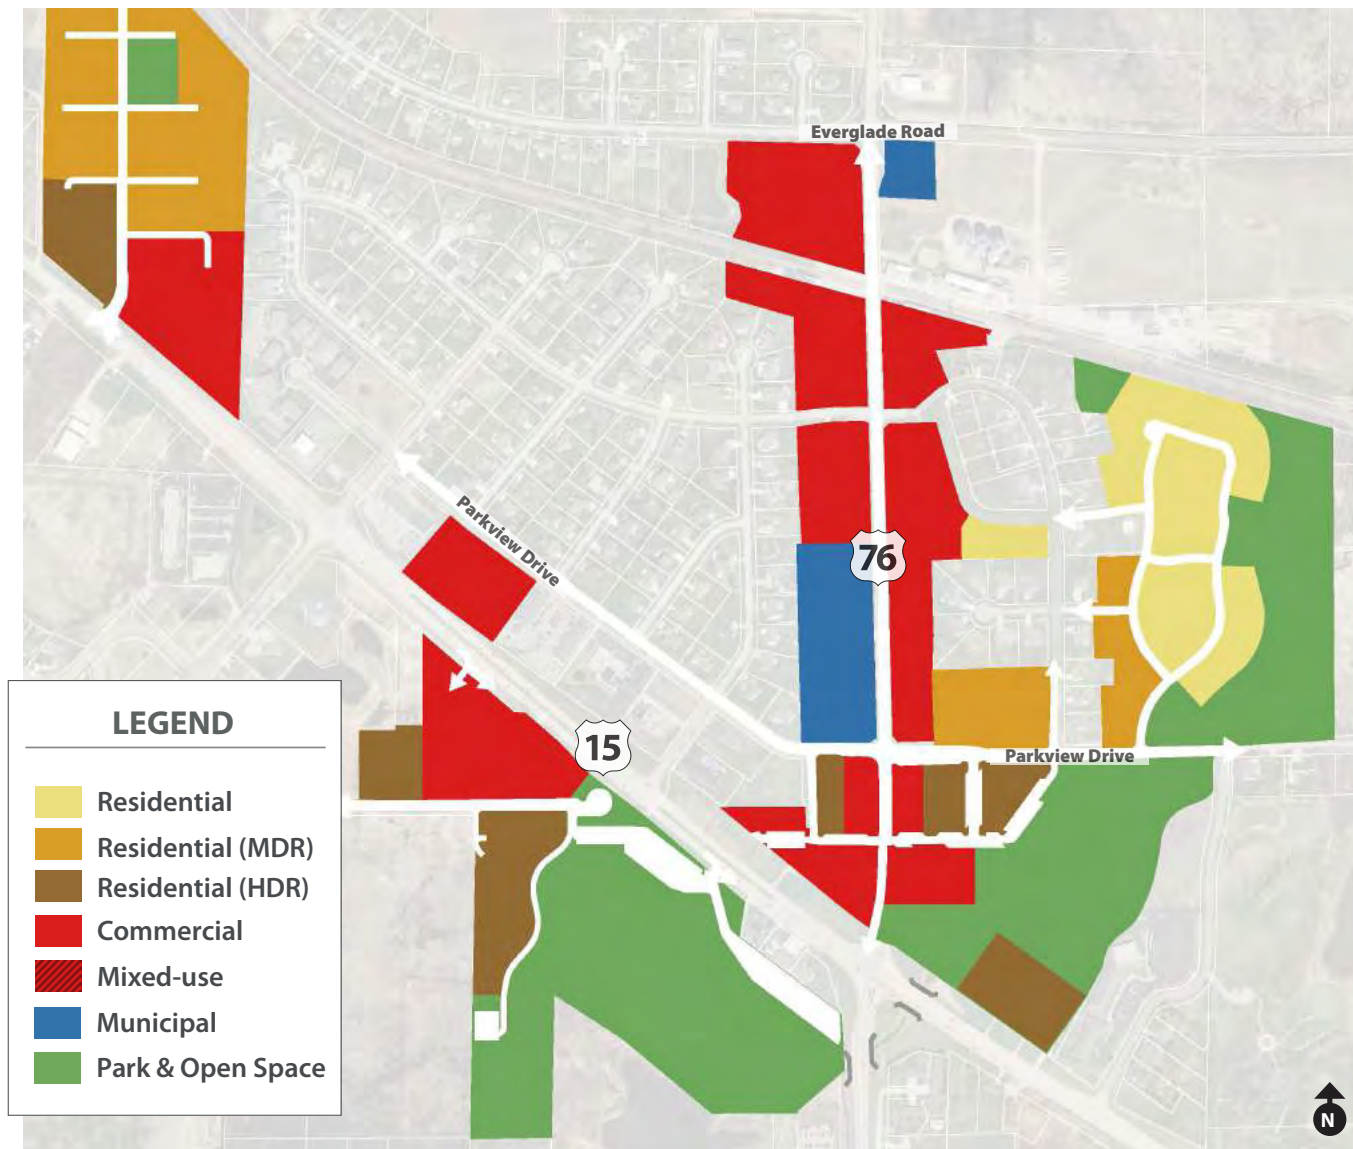 Everglade Road
Parkview Drive
76
15
Parkview Drive
LEGEND
Residential
Residential (MDR)
Residential (HDR)
Commercial
Mixed-use
Municipal
Park & Open Space
N